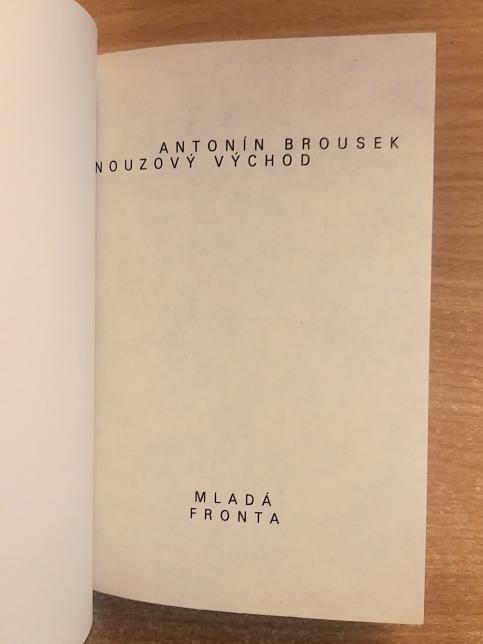 ANTONÍN BROUSEK
NOUZOVÝ VÝCHOD
MLADÁ
FRONTA